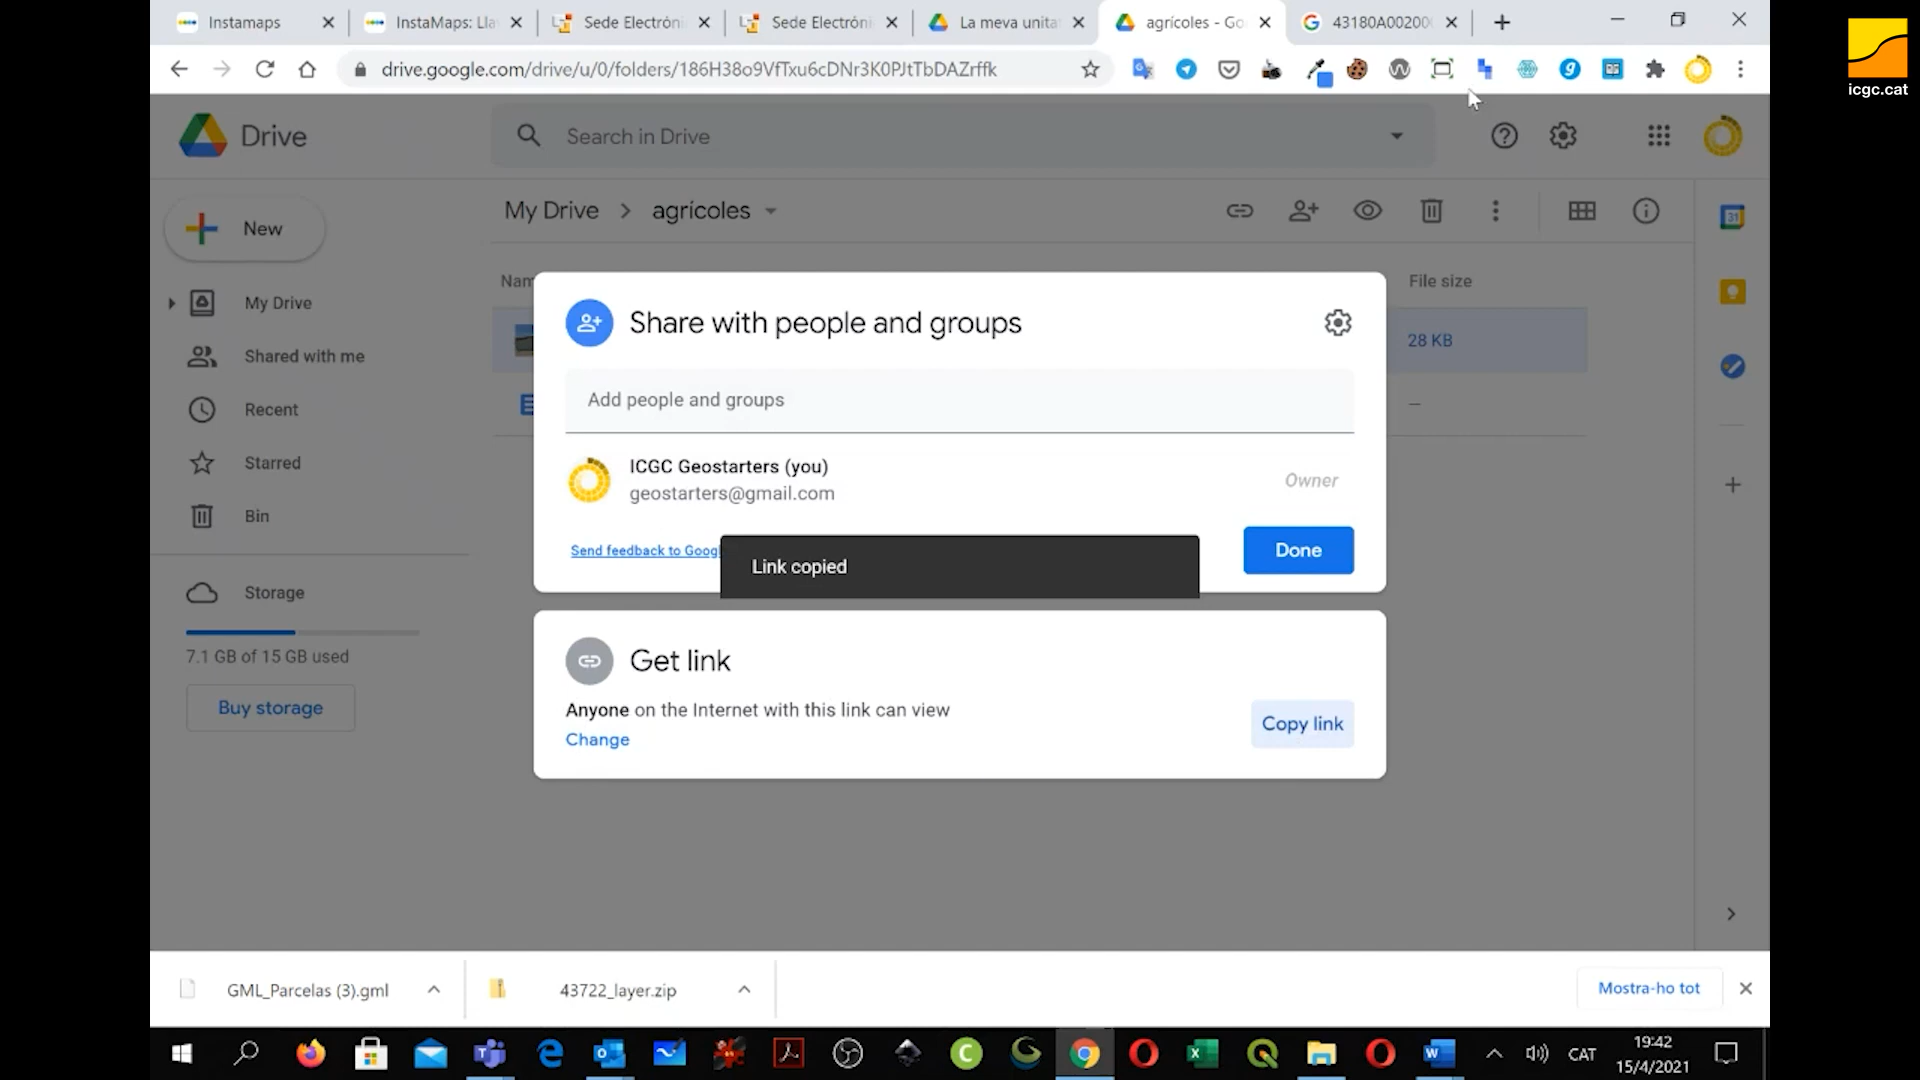 Instamaps
InstaMaps: Lla
Sede Electróni
Sede Electróni
La meva unita
agrícoles - Go
43180A00200
icgc.cat
drive.google.com/drive/u/0/folders/186H38o9VfTxu6cDNr3K0PJtTbDAZrffk
Drive
Search in Drive
New
My Drive > agrícoles
31
Nam
File size
My Drive
Shared with me
Recent
Starred
Bin
Storage
7.1 GB of 15 GB used
Buy storage
28 KB
—
Share with people and groups
Add people and groups
ICGC Geostarters (you)
geostarters@gmail.com
Owner
Send feedback to Googl
Link copied
Done
Get link
Anyone on the Internet with this link can view
Change
Copy link
GML_Parcelas (3).gml
43722_layer.zip
Mostra-ho tot
CAT
19:42
15/4/2021